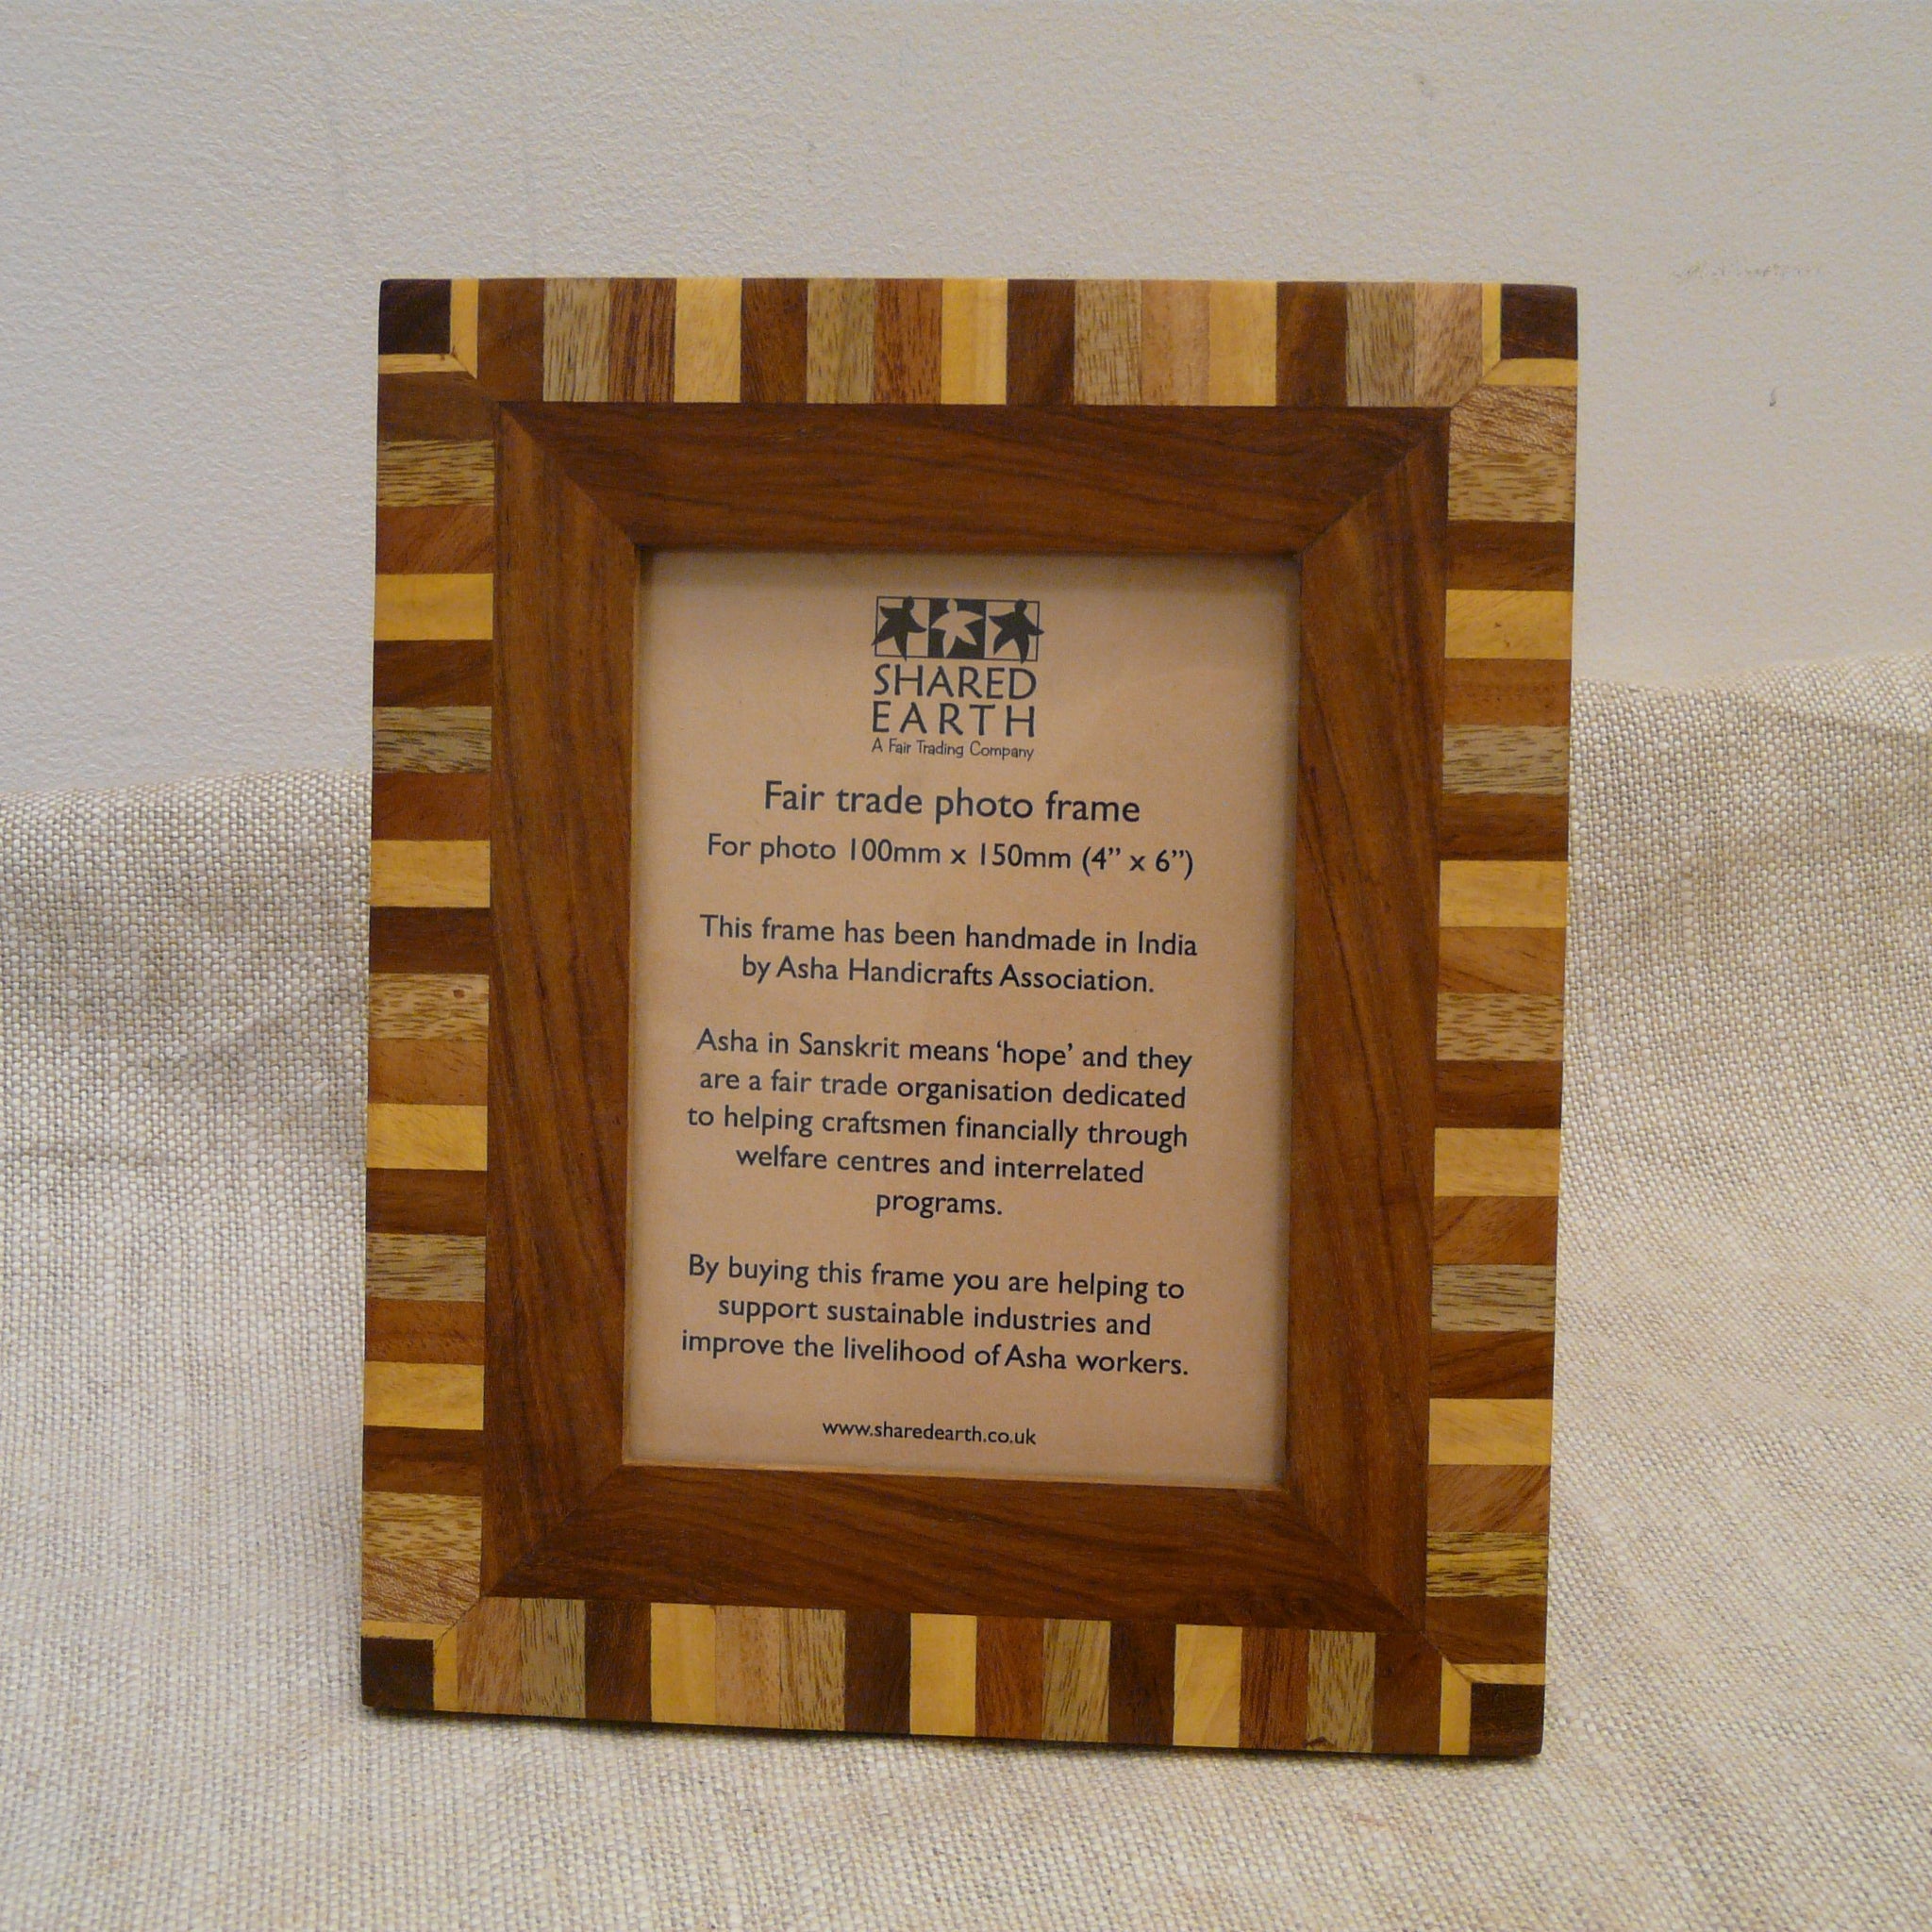 SHARED
EARTH
A Fair Trading Company
Fair trade photo frame
For photo 100mm x 150mm (4” x 6”)
This frame has been handmade in India
by Asha Handicrafts Association.
Asha in Sanskrit means ‘hope’ and they
are a fair trade organisation dedicated
to helping craftsmen financially through
welfare centres and interrelated
programs.
By buying this frame you are helping to
support sustainable industries and
improve the livelihood of Asha workers.
www.sharedearth.co.uk